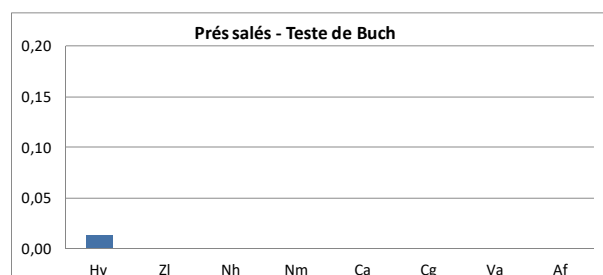 Prés salés - Teste de Buch
0,20
0,15
0,10
0,05
0,00
Hv Zl Nh Nm Ca Cg Va Af